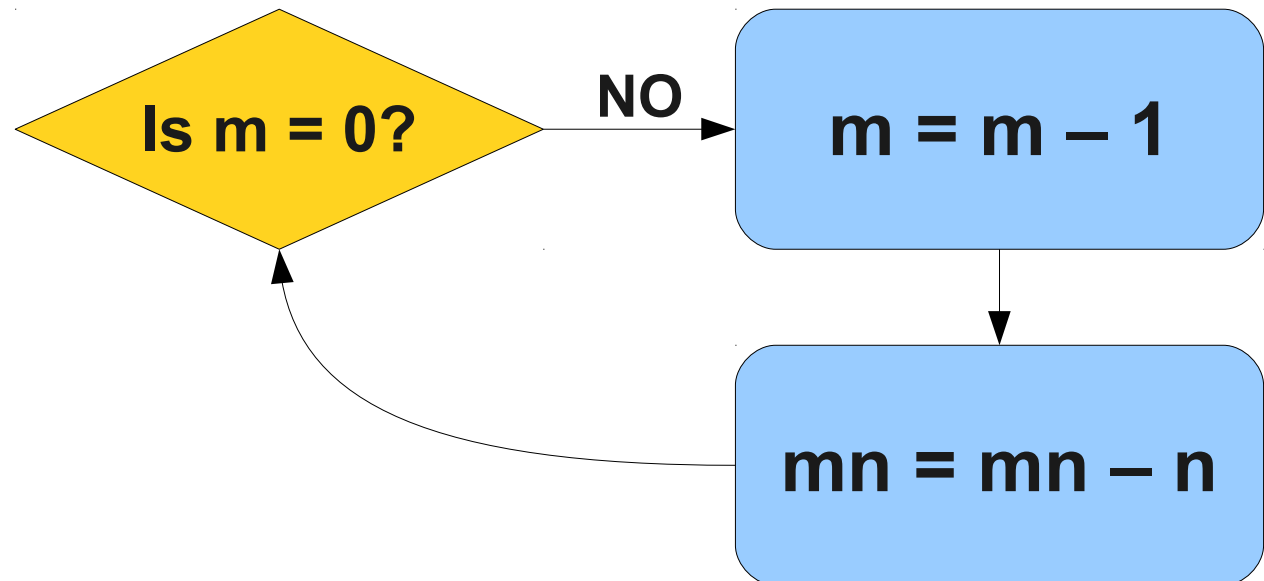 Is m = 0?
NO
m = m – 1
mn = mn – n